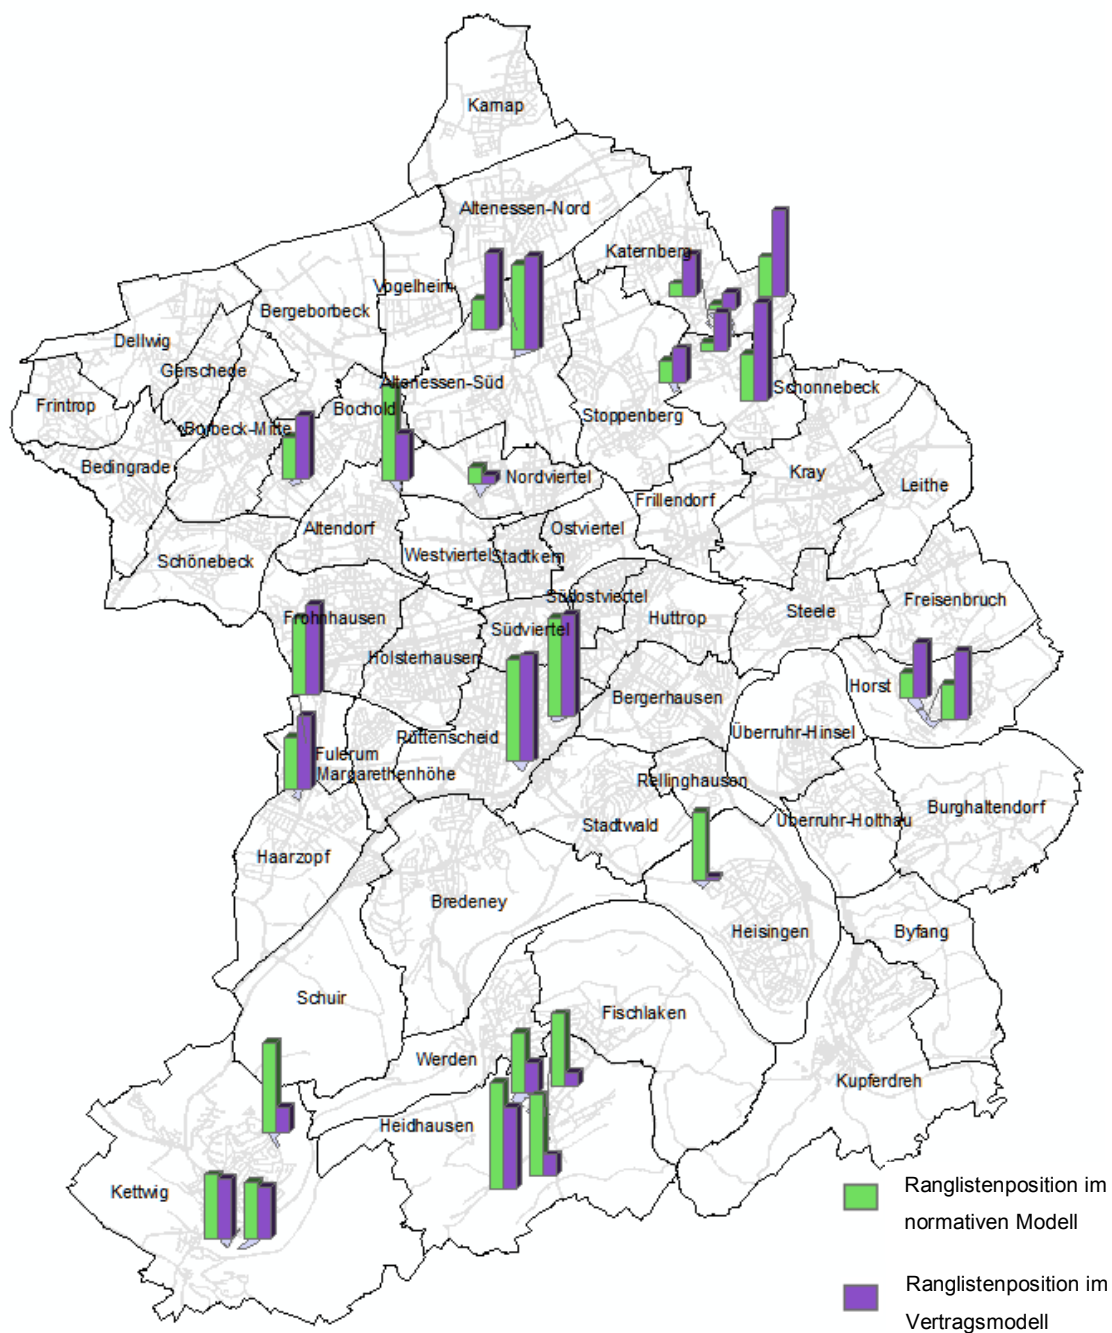 Karnap
Altenessen-Nord
Katernberg
Vogelheim
Bergeborbeck
Dellwig
Gerschede
Altenessen-Süd
Schonnebeck
Frintrop
Bochold
Stoppenberg
Borbeck-Mitte
Bedingrade
Nordviertel
Kray
Leithe
Frillendorf
Altendorf
Ostviertel
Westviertel
Stadtkern
Schönebeck
Südostviertel
Freisenbruch
Frohnhausen
Huttrop
Steele
Südviertel
Holsterhausen
Horst
Bergerhausen
Überruhr-Hinsel
Rüttenscheid
Fulerum
Margarethenhöhe
Rellinghausen
Burghaltendorf
Überruhr-Holthau
Stadtwald
Haarzopf
Bredeney
Heisingen
Byfang
Schuir
Fischlaken
Werden
Kupferdreh
Heidhausen
Kettwig
Ranglistenposition im
normativen Modell
Ranglistenposition im
Vertragsmodell